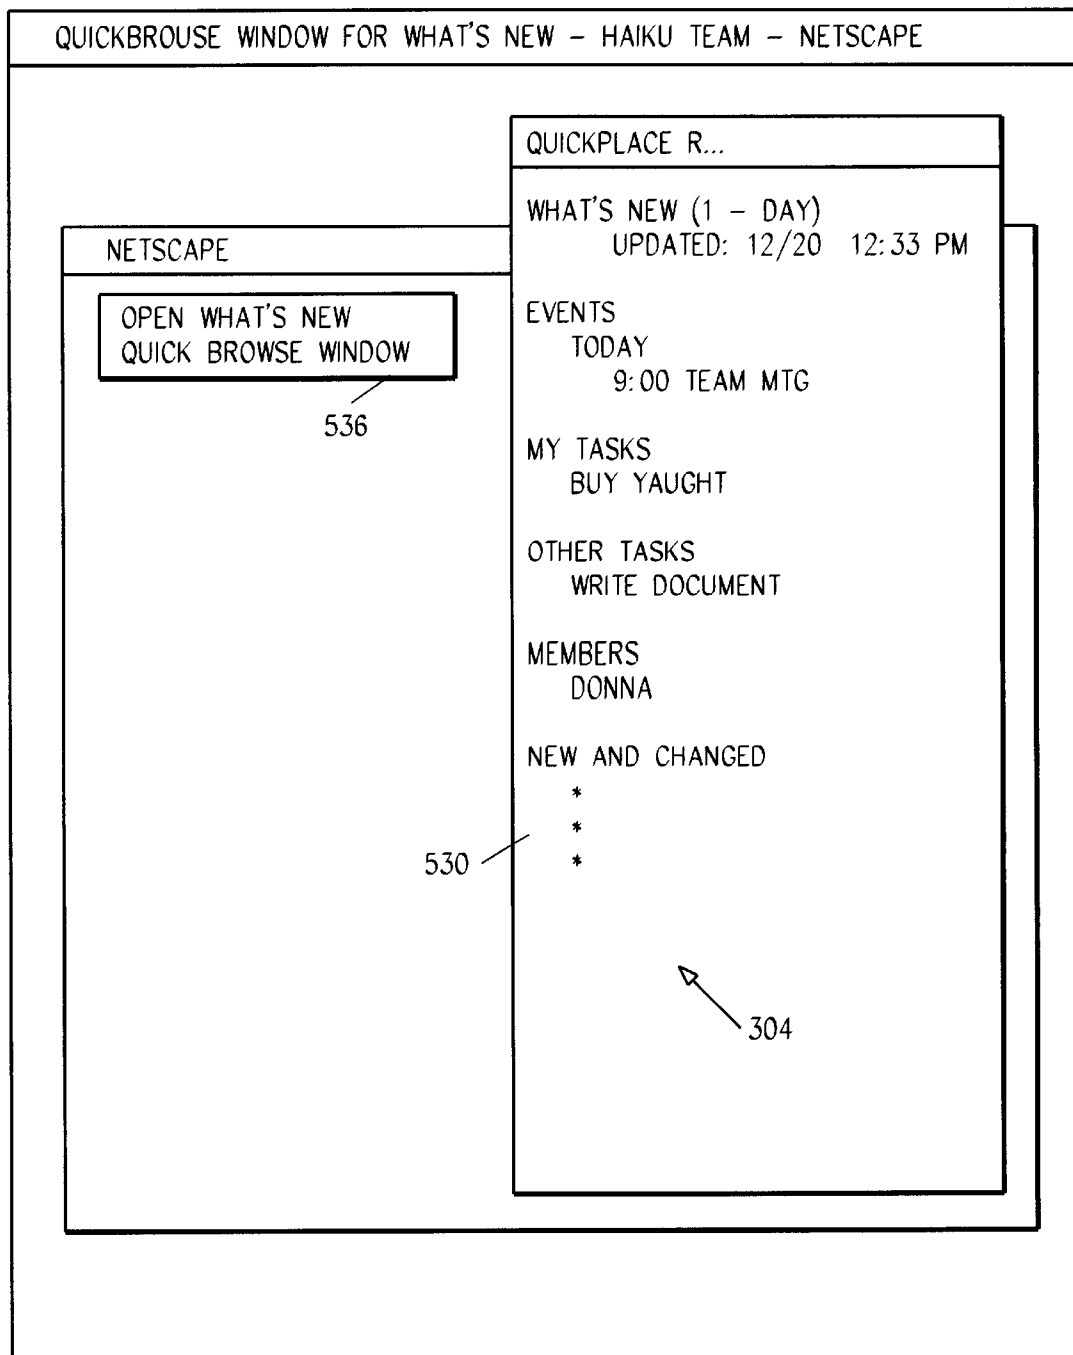 QUICKBROUSE WINDOW FOR WHAT'S NEW – HAIKU TEAM – NETSCAPE
NETSCAPE
OPEN WHAT'S NEW
QUICK BROWSE WINDOW
536
QUICKPLACE R...
WHAT'S NEW (1 – DAY)
UPDATED: 12/20 12:33 PM
EVENTS
TODAY
9:00 TEAM MTG
MY TASKS
BUY YAUGHT
OTHER TASKS
WRITE DOCUMENT
MEMBERS
DONNA
NEW AND CHANGED
*
*
*
530
304